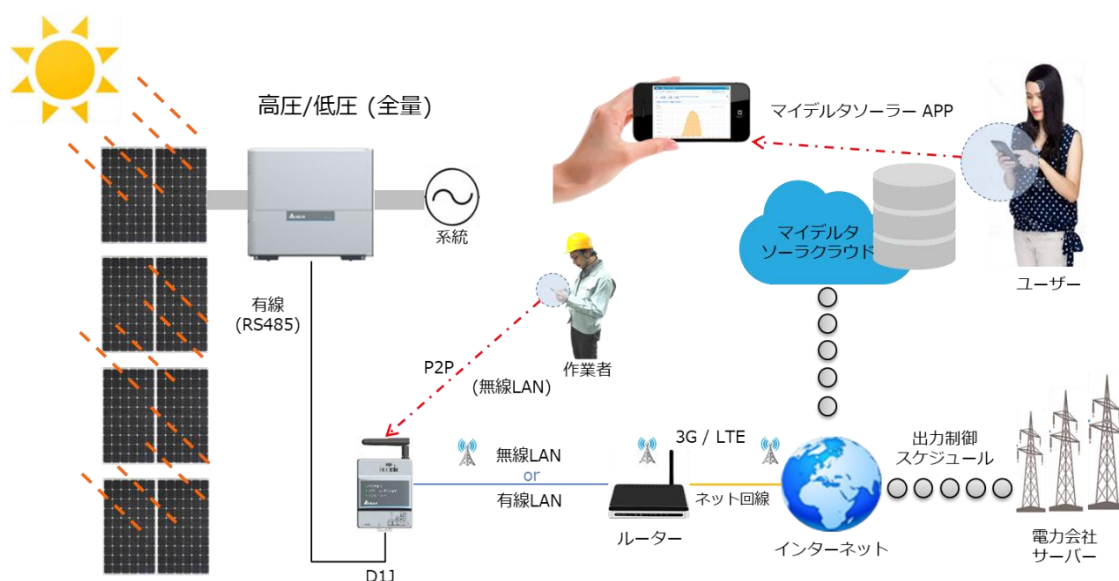 高圧/低圧 (全量)
マイデルタソーラー APP
系統
マイデルタ
ソーラクラウド
ユーザー
有線
(RS485)
P2P
(無線LAN)
作業者
無線LAN
or
有線LAN
3G / LTE
ネット回線
出力制御
スケジュール
ルーター
インターネット
電力会社
サーバー
D1J